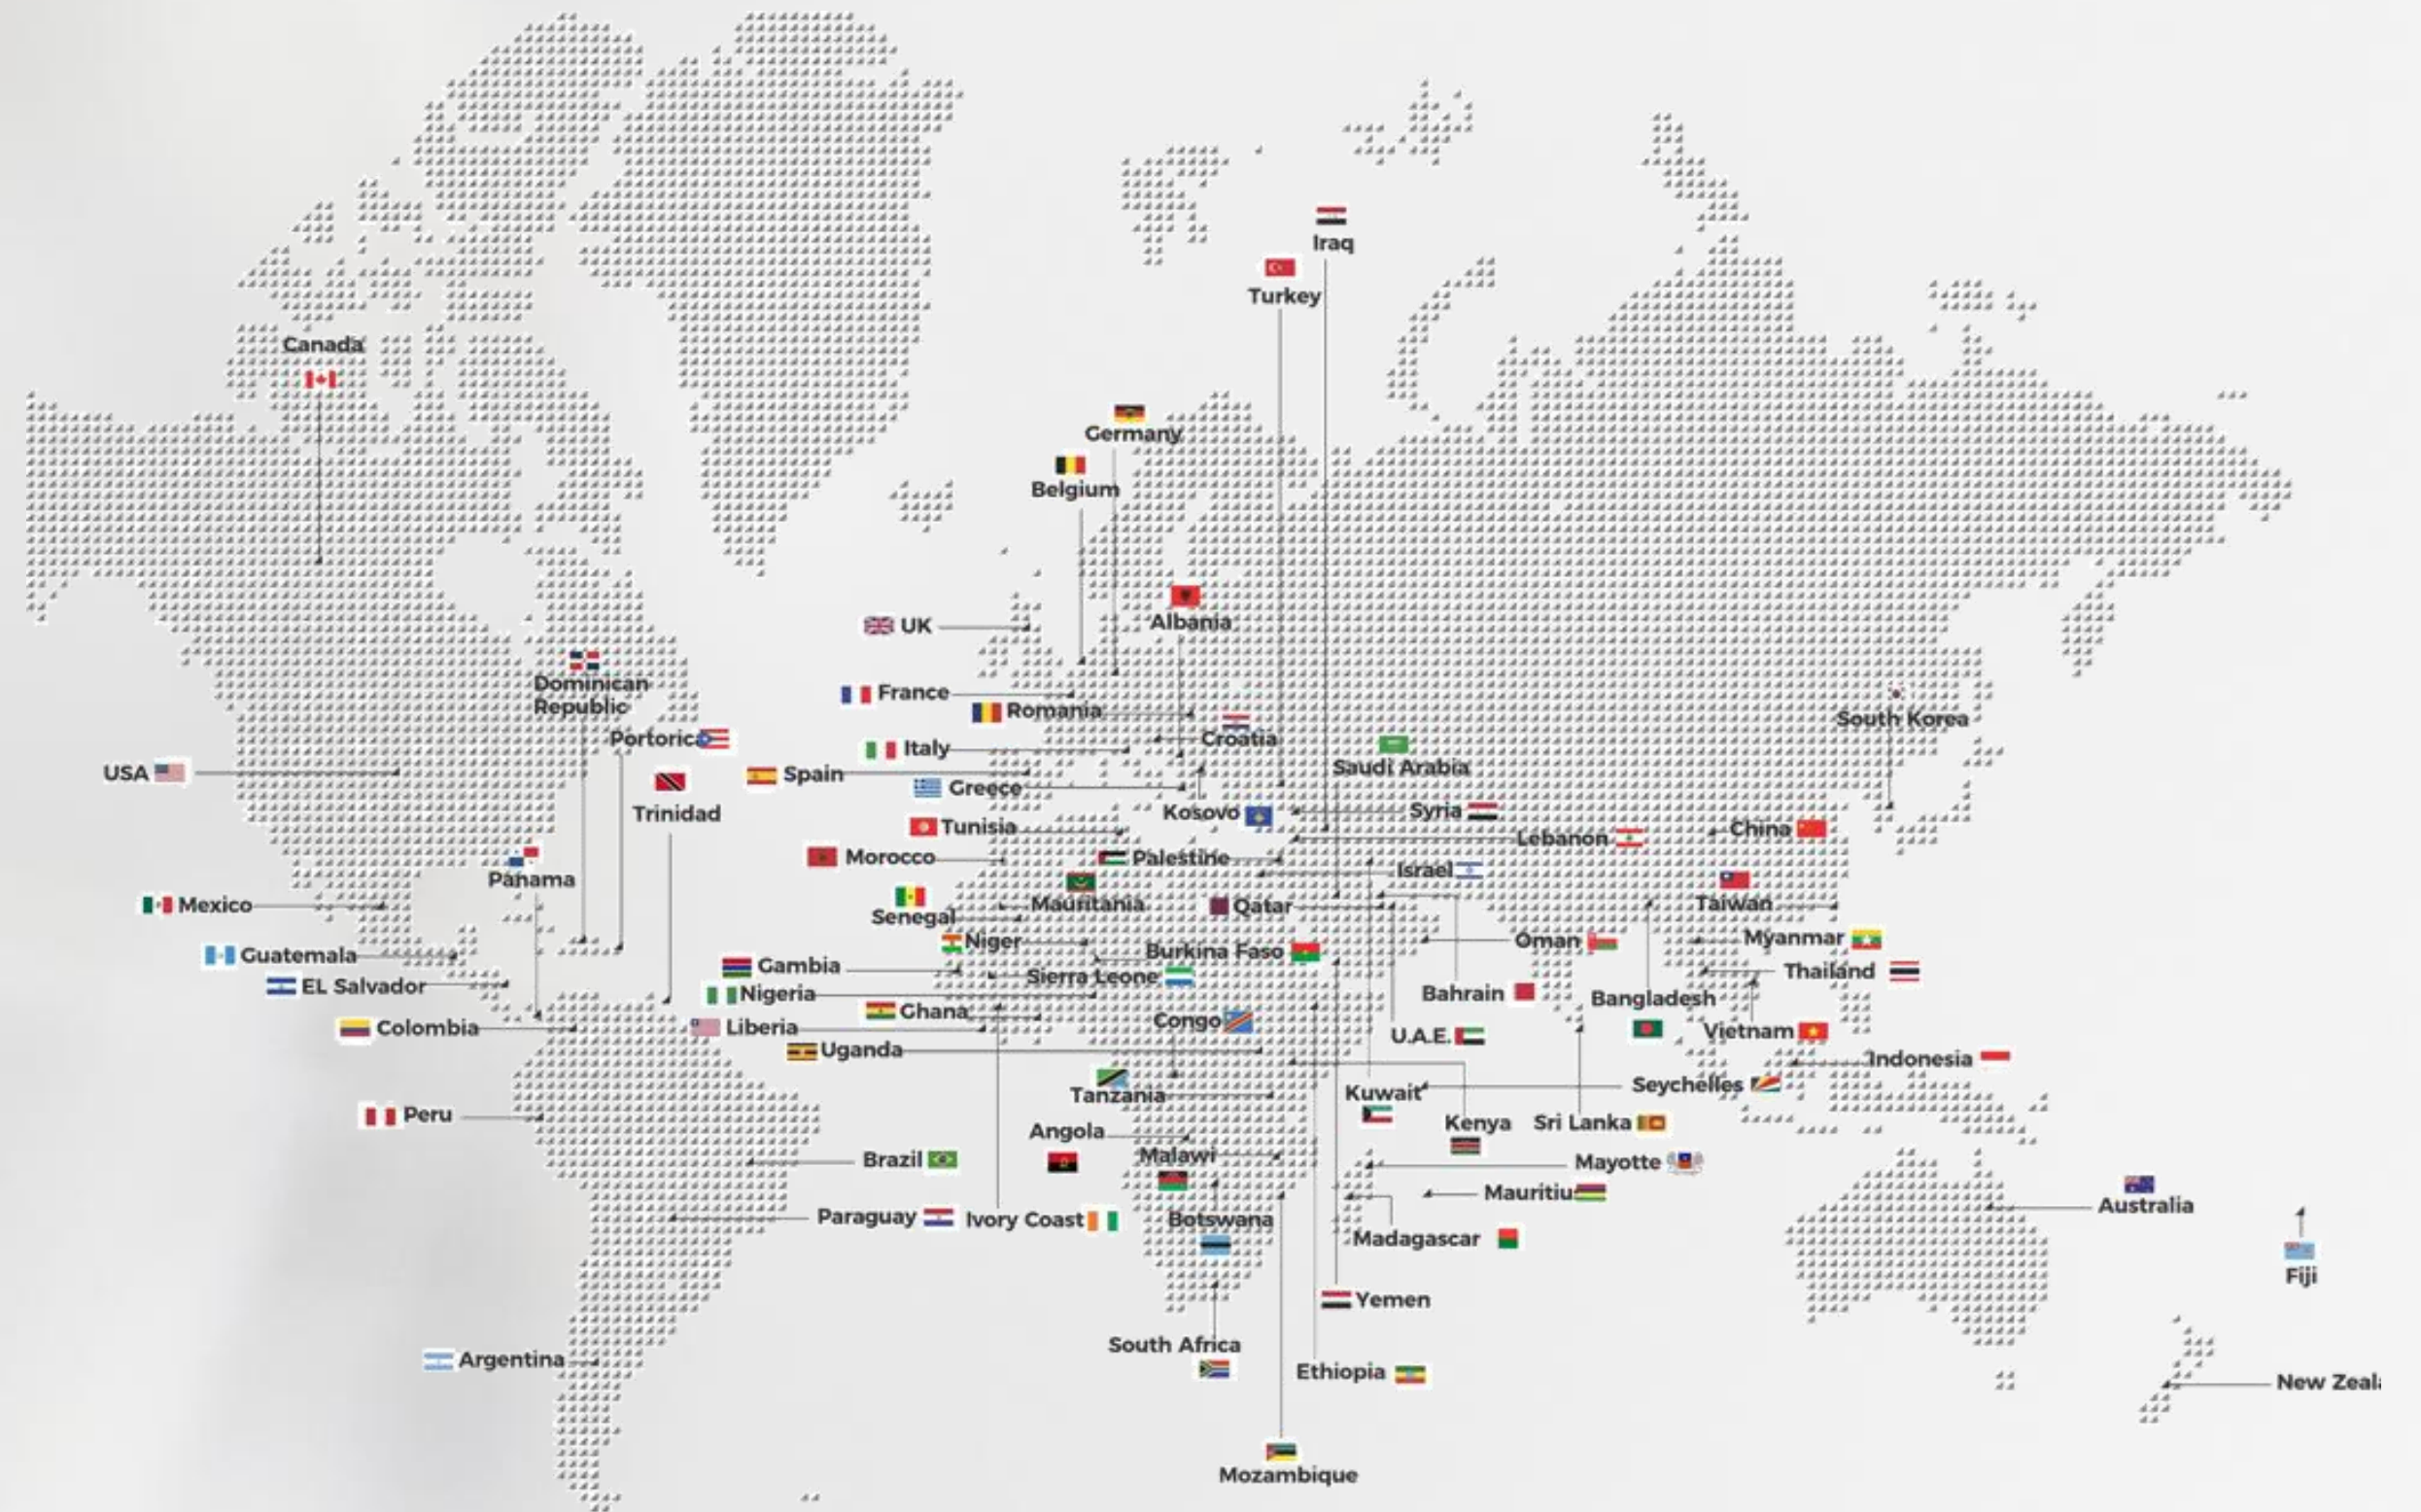 Iraq
Turkey
Canada
Germany
Belgium
Albania
UK
Dominican
Republic
France
Romania
South Korea
Portorica
Croatia
Italy
Saudi Arabia
USA
Spain
Greece
Trinidad
Kosovo
Syria
Tunisia
Lebanon
China
Morocco
Palestine
Israel
Panama
Mexico
Senegal
Mauritania
Qatar
Taiwan
Niger
Oman
Myanmar
Guatemala
Burkina Faso
Gambia
Sierra Leone
Thailand
EL Salvador
Nigeria
Bahrain
Bangladesh
Ghana
Colombia
Liberia
Congo
U.A.E.
Vietnam
Uganda
Indonesia
Seychelles
Tanzania
Kuwait
Peru
Kenya
Sri Lanka
Angola
Malawi
Brazil
Mayotte
Mauritiu
Paraguay
Ivory Coast
Botswana
Australia
Madagascar
Fiji
Yemen
South Africa
Argentina
Ethiopia
New Zeal
Mozambique